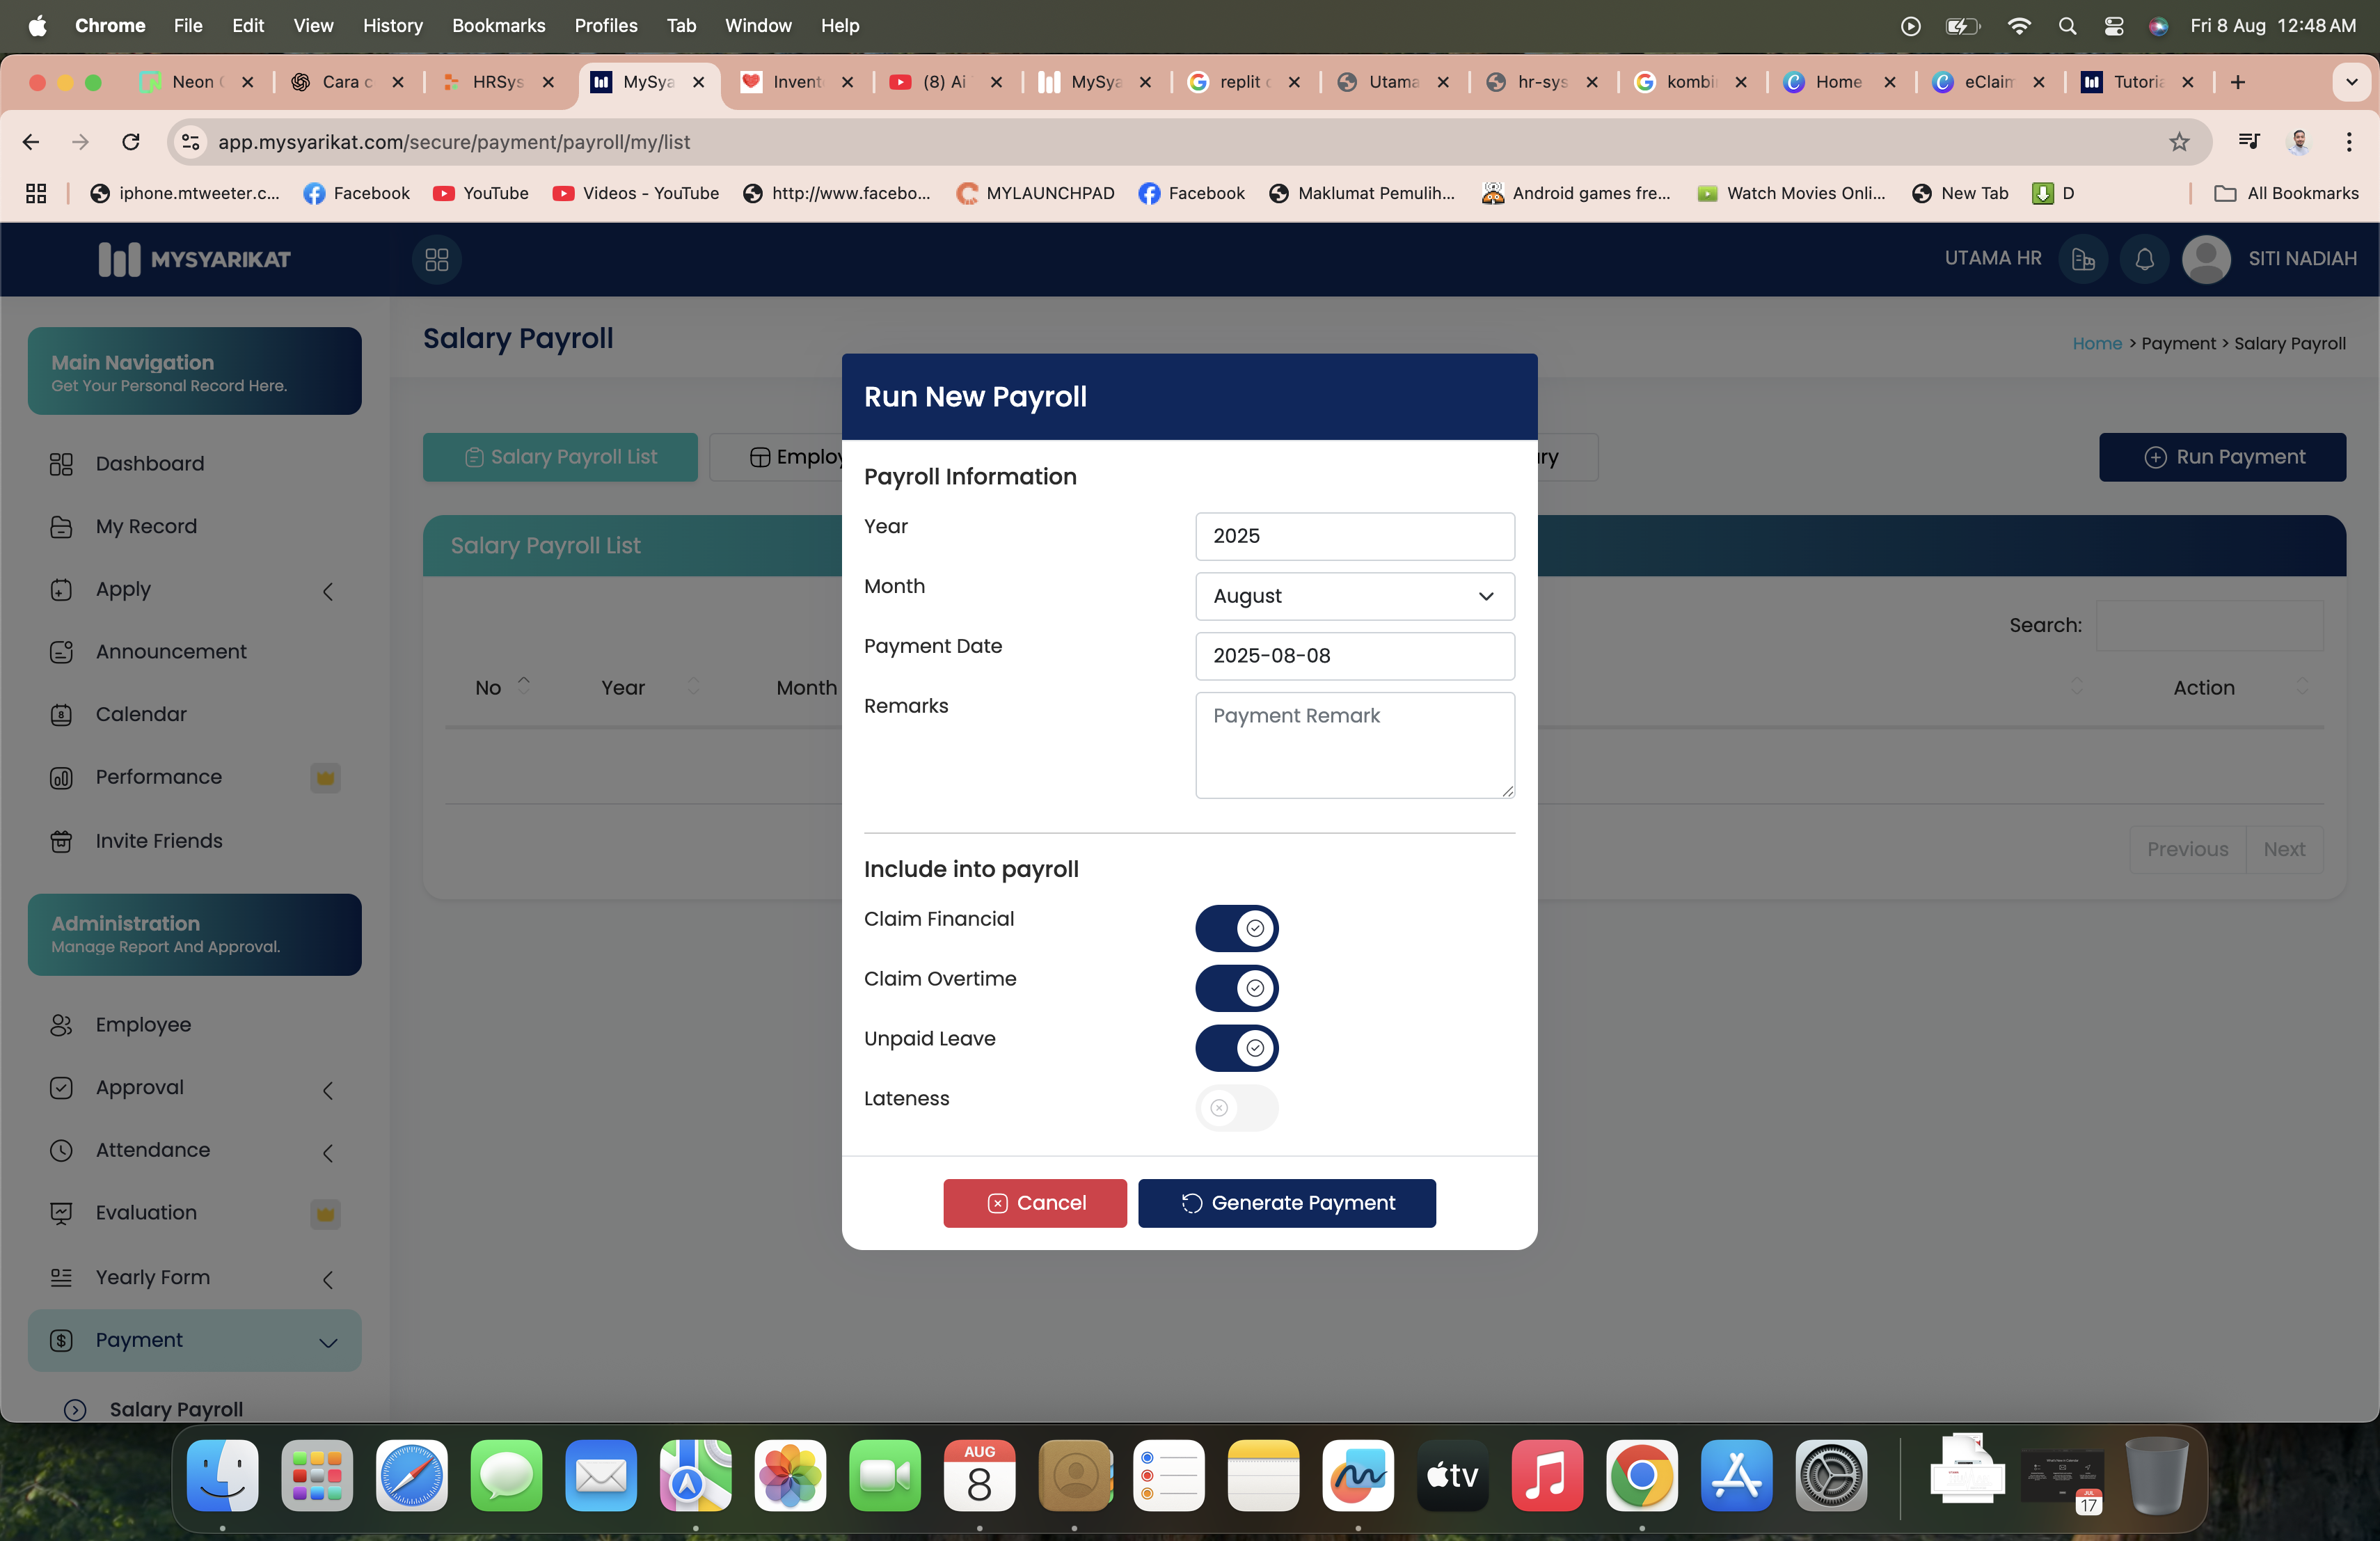 Chrome File Edit View History Bookmarks Profiles Tab Window Help
Fri 8 Aug 12:48 AM
Neon
Cara c
HRSys
MySya
Invent
(8) Ai
MySya
replit
Utama
hr-sys
kombi
Home
eClaim
Tutoria
app.mysyarikat.com/secure/payment/payroll/my/list
iphone.mtweeter.c...
Facebook
YouTube
Videos - YouTube
http://www.facebo...
MYLAUNCHPAD
Facebook
Maklumat Pemulih...
Android games fre...
Watch Movies Onli...
New Tab
D
All Bookmarks
MYSYARIKAT
UTAMA HR
SITI NADIAH
Main Navigation
Get Your Personal Record Here.
Dashboard
My Record
Apply
Announcement
Calendar
Performance
Invite Friends
Administration
Manage Report And Approval.
Employee
Approval
Attendance
Evaluation
Yearly Form
Payment
Salary Payroll
Salary Payroll
Home > Payment > Salary Payroll
Salary Payroll List
Employ
ry
Run Payment
Salary Payroll List
Search:
No
Year
Month
Action
Previous
Next
Run New Payroll
Payroll Information
Year
2025
Month
August
Payment Date
2025-08-08
Remarks
Payment Remark
Include into payroll
Claim Financial
Claim Overtime
Unpaid Leave
Lateness
Cancel
Generate Payment
AUG
8
tv
JUL
17